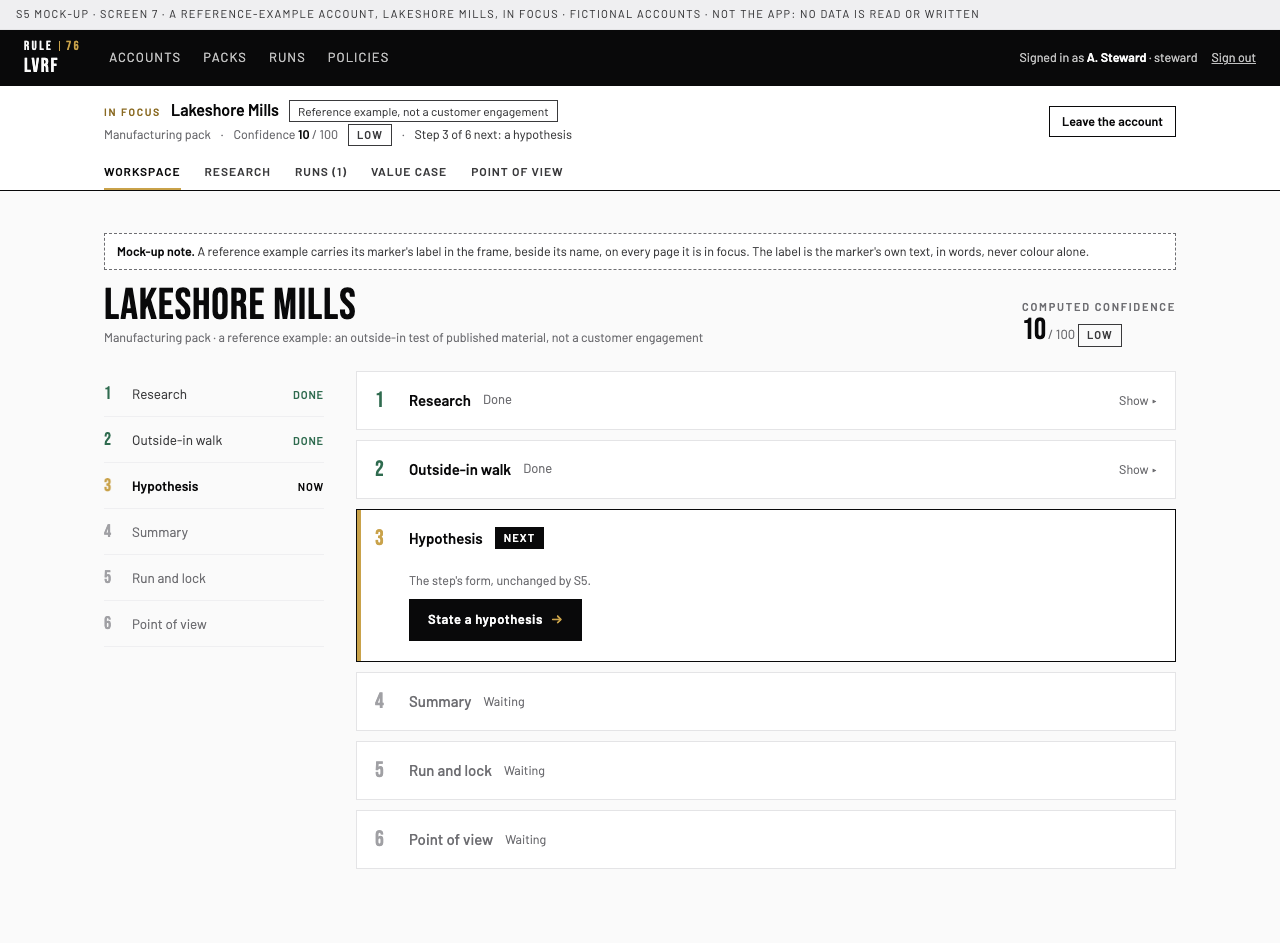 S5 MOCK-UP · SCREEN 7 · A REFERENCE-EXAMPLE ACCOUNT, LAKESHORE MILLS, IN FOCUS · FICTIONAL ACCOUNTS · NOT THE APP: NO DATA IS READ OR WRITTEN
RULE | 76
LVRF
ACCOUNTS PACKS RUNS POLICIES
Signed in as A. Steward · steward Sign out
IN FOCUS Lakeshore Mills Reference example, not a customer engagement
Manufacturing pack · Confidence 10 / 100 LOW · Step 3 of 6 next: a hypothesis
Leave the account
WORKSPACE RESEARCH RUNS (1) VALUE CASE POINT OF VIEW
Mock-up note. A reference example carries its marker's label in the frame, beside its name, on every page it is in focus. The label is the marker's own text, in words, never colour alone.
LAKESHORE MILLS
Manufacturing pack · a reference example: an outside-in test of published material, not a customer engagement
COMPUTED CONFIDENCE
10 / 100 LOW
1 Research DONE
2 Outside-in walk DONE
3 Hypothesis NOW
4 Summary
5 Run and lock
6 Point of view
1 Research Done Show ▸
2 Outside-in walk Done Show ▸
3 Hypothesis NEXT
The step's form, unchanged by S5.
State a hypothesis →
4 Summary Waiting
5 Run and lock Waiting
6 Point of view Waiting